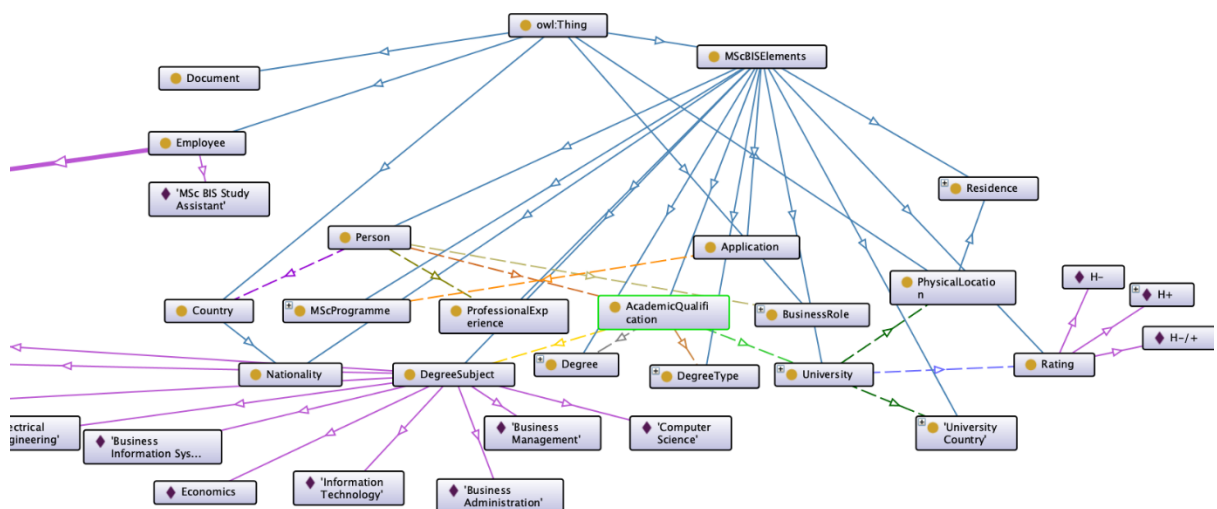 owl:Thing
MScBISElements
Document
Employee
'MSc BIS Study
Assistant'
Residence
Person
Application
PhysicalLocatio
n
H-
H+
H-/+
Country
MScProgramme
ProfessionalExp
erience
AcademicQualifi
cation
BusinessRole
Nationality
DegreeSubject
Degree
DegreeType
University
Rating
'University
Country'
ectrical
gineering'
'Business
Information Sys...
'Business
Management'
'Computer
Science'
Economics
'Information
Technology'
'Business
Administration'